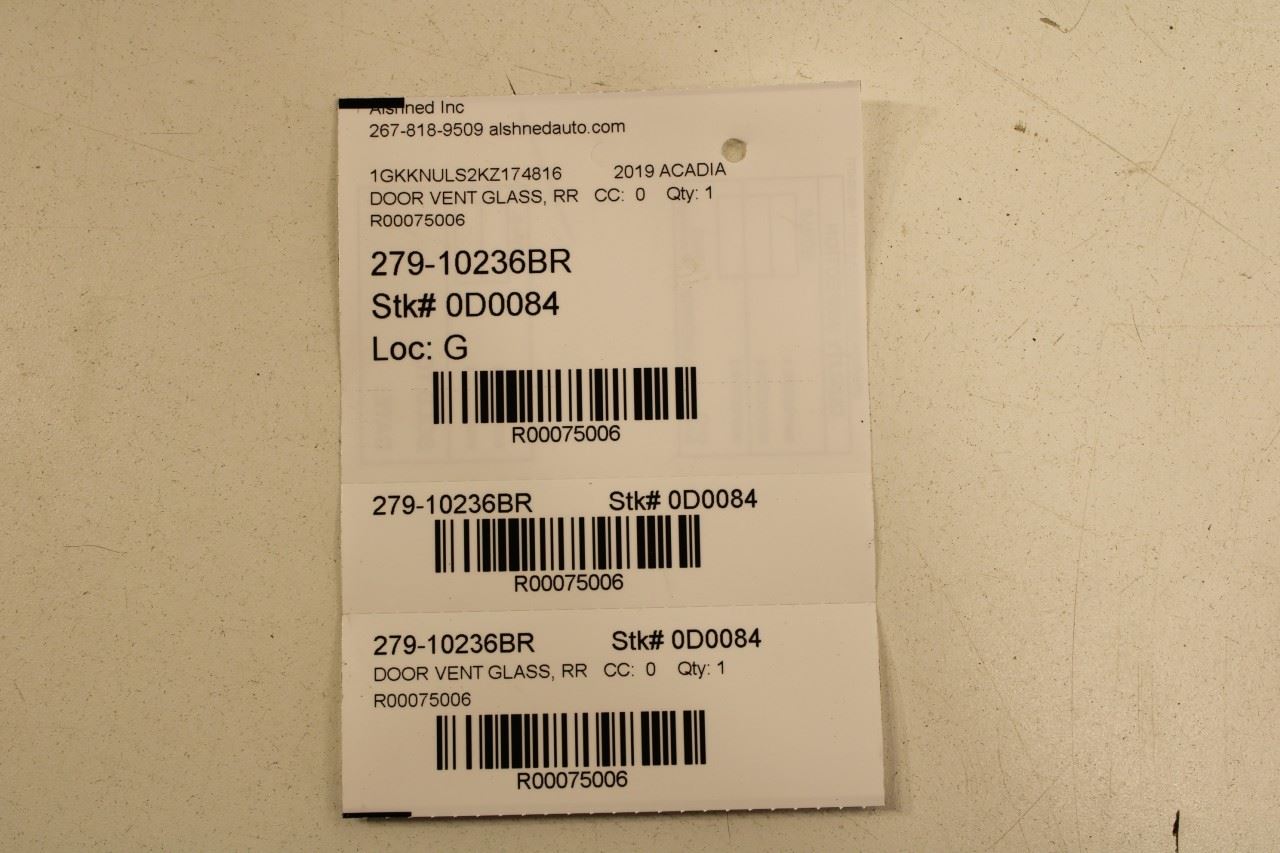 Alshned Inc
267-818-9509 alshnedauto.com
1GKKNULS2KZ174816 2019 ACADIA
DOOR VENT GLASS, RR CC: 0 Qty: 1
R00075006
279-10236BR
Stk# 0D0084
Loc: G
R00075006
279-10236BR Stk# 0D0084
R00075006
279-10236BR Stk# 0D0084
DOOR VENT GLASS, RR CC: 0 Qty: 1
R00075006
R00075006